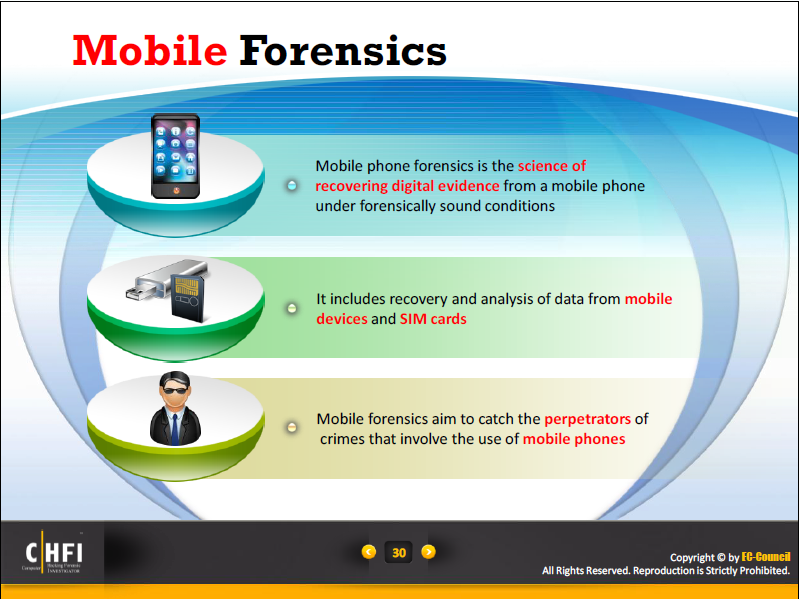 Mobile Forensics
Mobile phone forensics is the science of
recovering digital evidence from a mobile phone
under forensically sound conditions
It includes recovery and analysis of data from mobile
devices and SIM cards
Mobile forensics aim to catch the perpetrators of
crimes that involve the use of mobile phones
CHFI
Computer
INVESTIGATOR
30
Copyright © by EC-Council
All Rights Reserved. Reproduction is Strictly Prohibited.